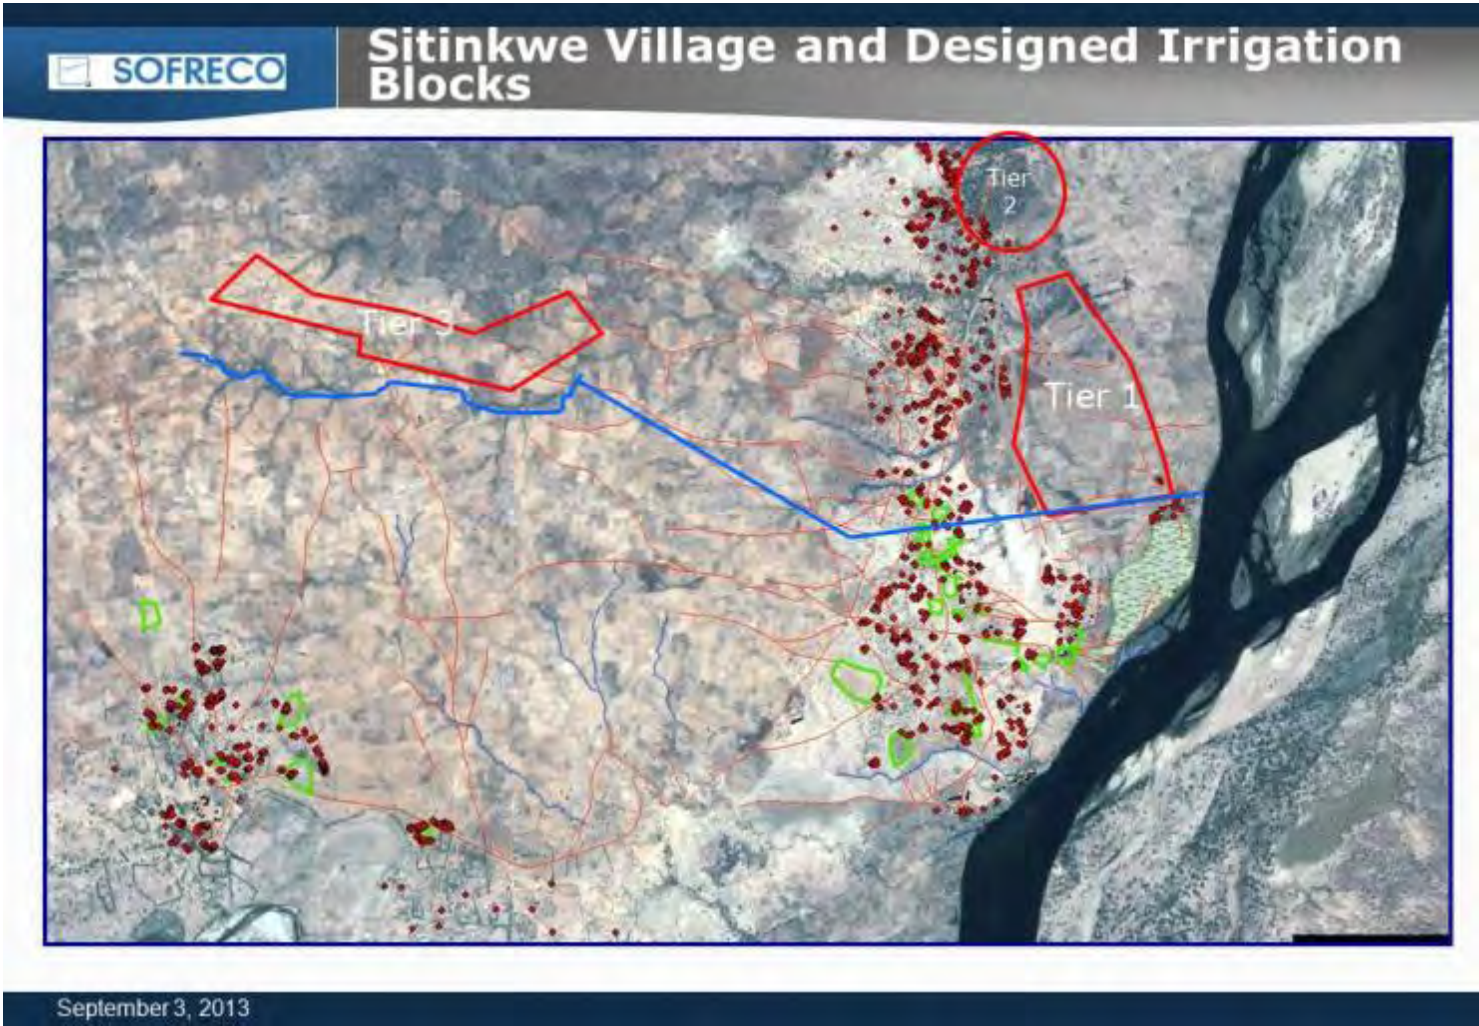 SOFRECO
Sitinkwe Village and Designed Irrigation
Blocks
Tier
2
Tier 3
Tier 1
September 3, 2013